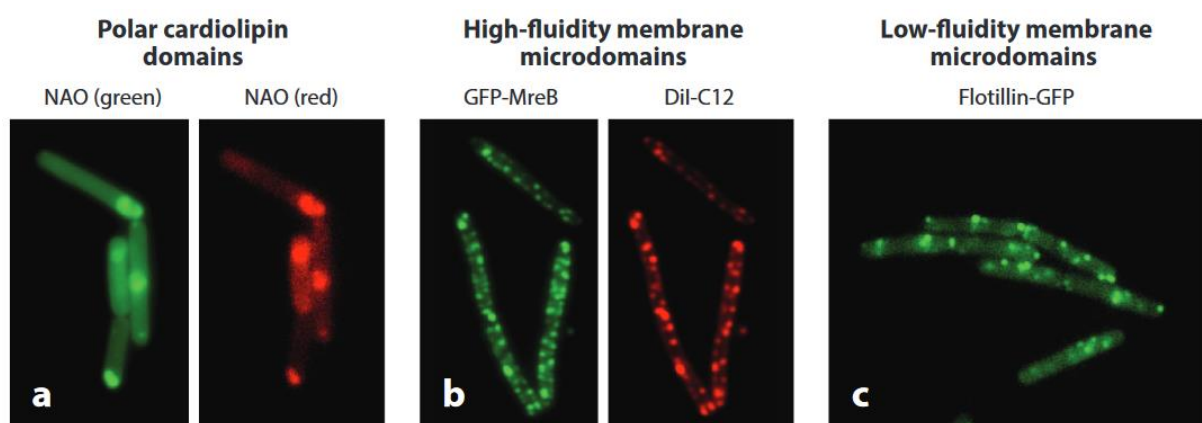 Polar cardiolipin
domains
NAO (green)
NAO (red)
High-fluidity membrane
microdomains
GFP-MreB
Dil-C12
Low-fluidity membrane
microdomains
Flotillin-GFP
a
b
c